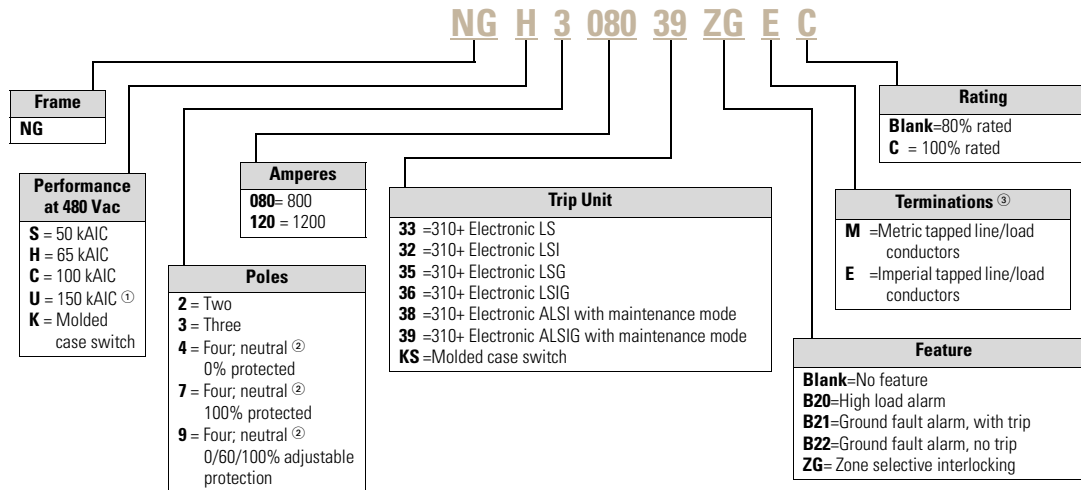 NG H 3 080 39 ZG E C
Frame
NG
Performance
at 480 Vac
S = 50 kAIC
H = 65 kAIC
C = 100 kAIC
U = 150 kAIC ①
K = Molded
case switch
Poles
2 = Two
3 = Three
4 = Four; neutral ②
0% protected
7 = Four; neutral ②
100% protected
9 = Four; neutral ②
0/60/100% adjustable
protection
Amperes
080= 800
120 = 1200
Trip Unit
33 =310+ Electronic LS
32 =310+ Electronic LSI
35 =310+ Electronic LSG
36 =310+ Electronic LSIG
38 =310+ Electronic ALSI with maintenance mode
39 =310+ Electronic ALSIG with maintenance mode
KS =Molded case switch
Feature
Blank=No feature
B20=High load alarm
B21=Ground fault alarm, with trip
B22=Ground fault alarm, no trip
ZG= Zone selective interlocking
Terminations ③
M =Metric tapped line/load
conductors
E =Imperial tapped line/load
conductors
Rating
Blank=80% rated
C = 100% rated